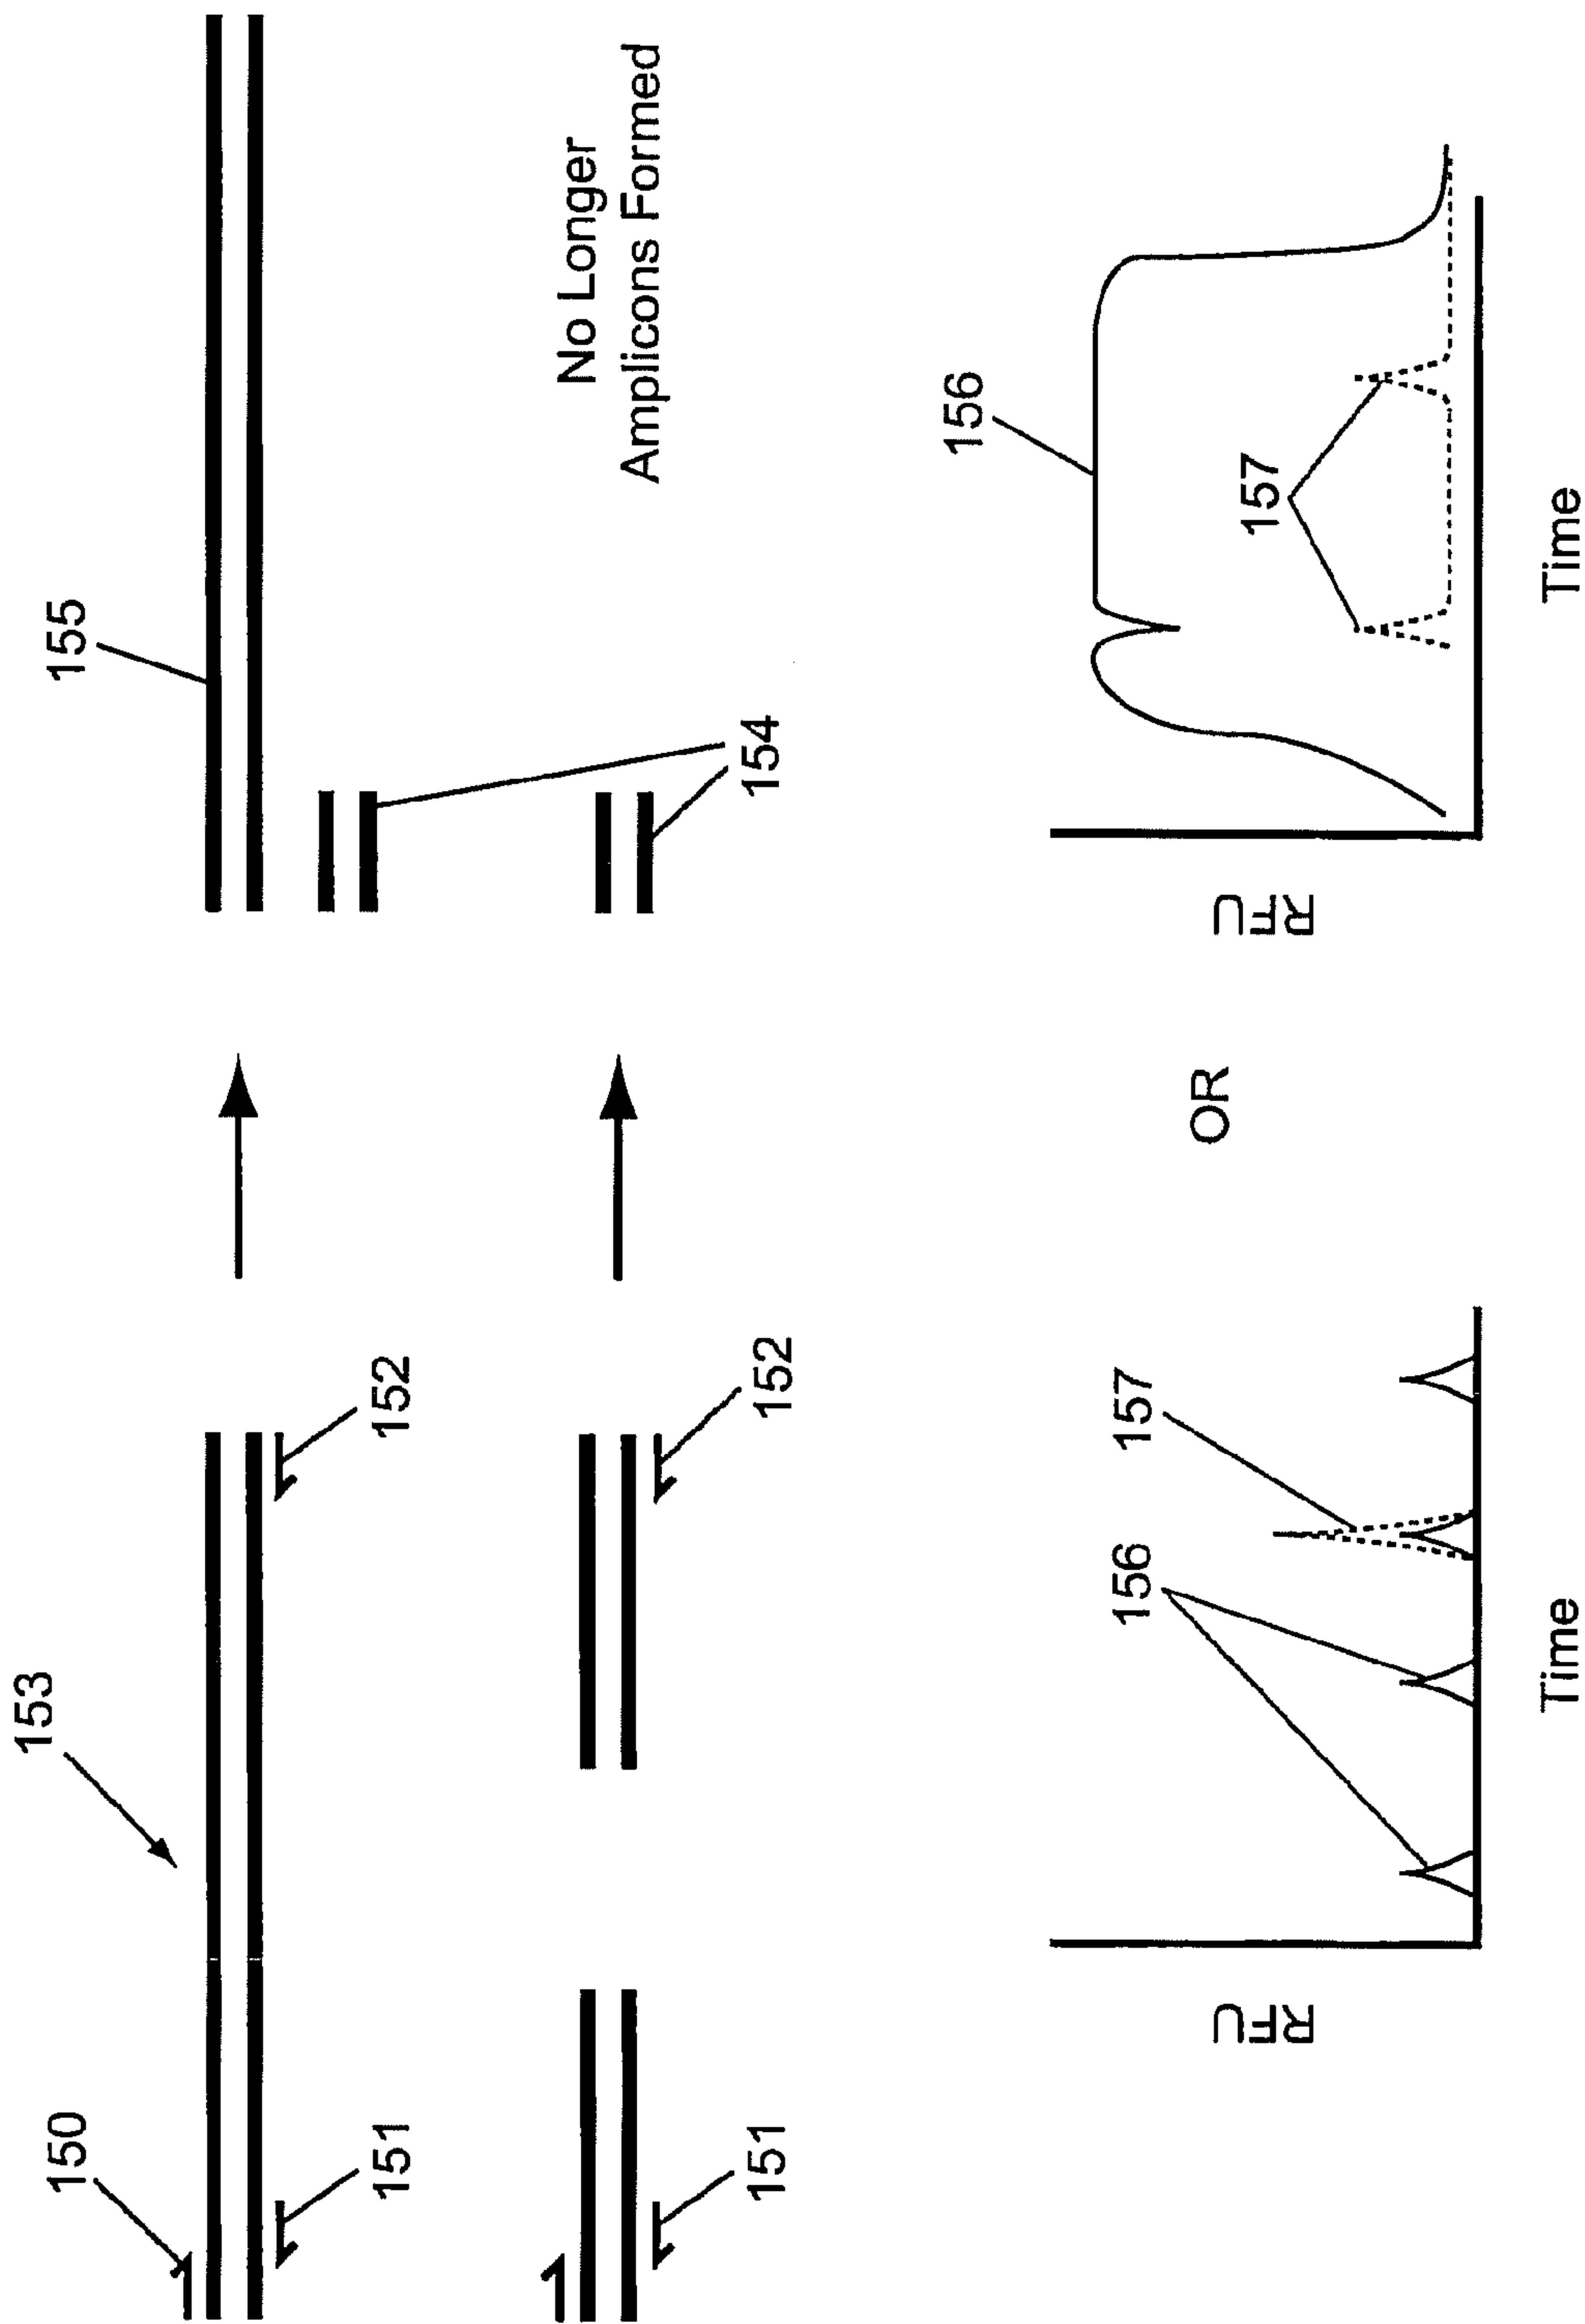 150
153
151
152
151
152
155
154
No Longer
Amplicons Formed
RFU
156
157
Time
OR
RFU
156
157
Time